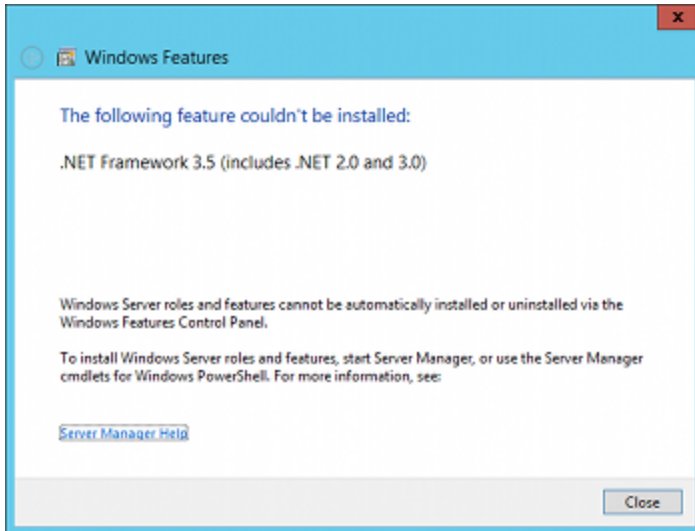 x
Windows Features
The following feature couldn't be installed:
.NET Framework 3.5 (includes .NET 2.0 and 3.0)
Windows Server roles and features cannot be automatically installed or uninstalled via the
Windows Features Control Panel.
To install Windows Server roles and features, start Server Manager, or use the Server Manager
cmdlets for Windows PowerShell. For more information, see:
Server Manager Help
Close